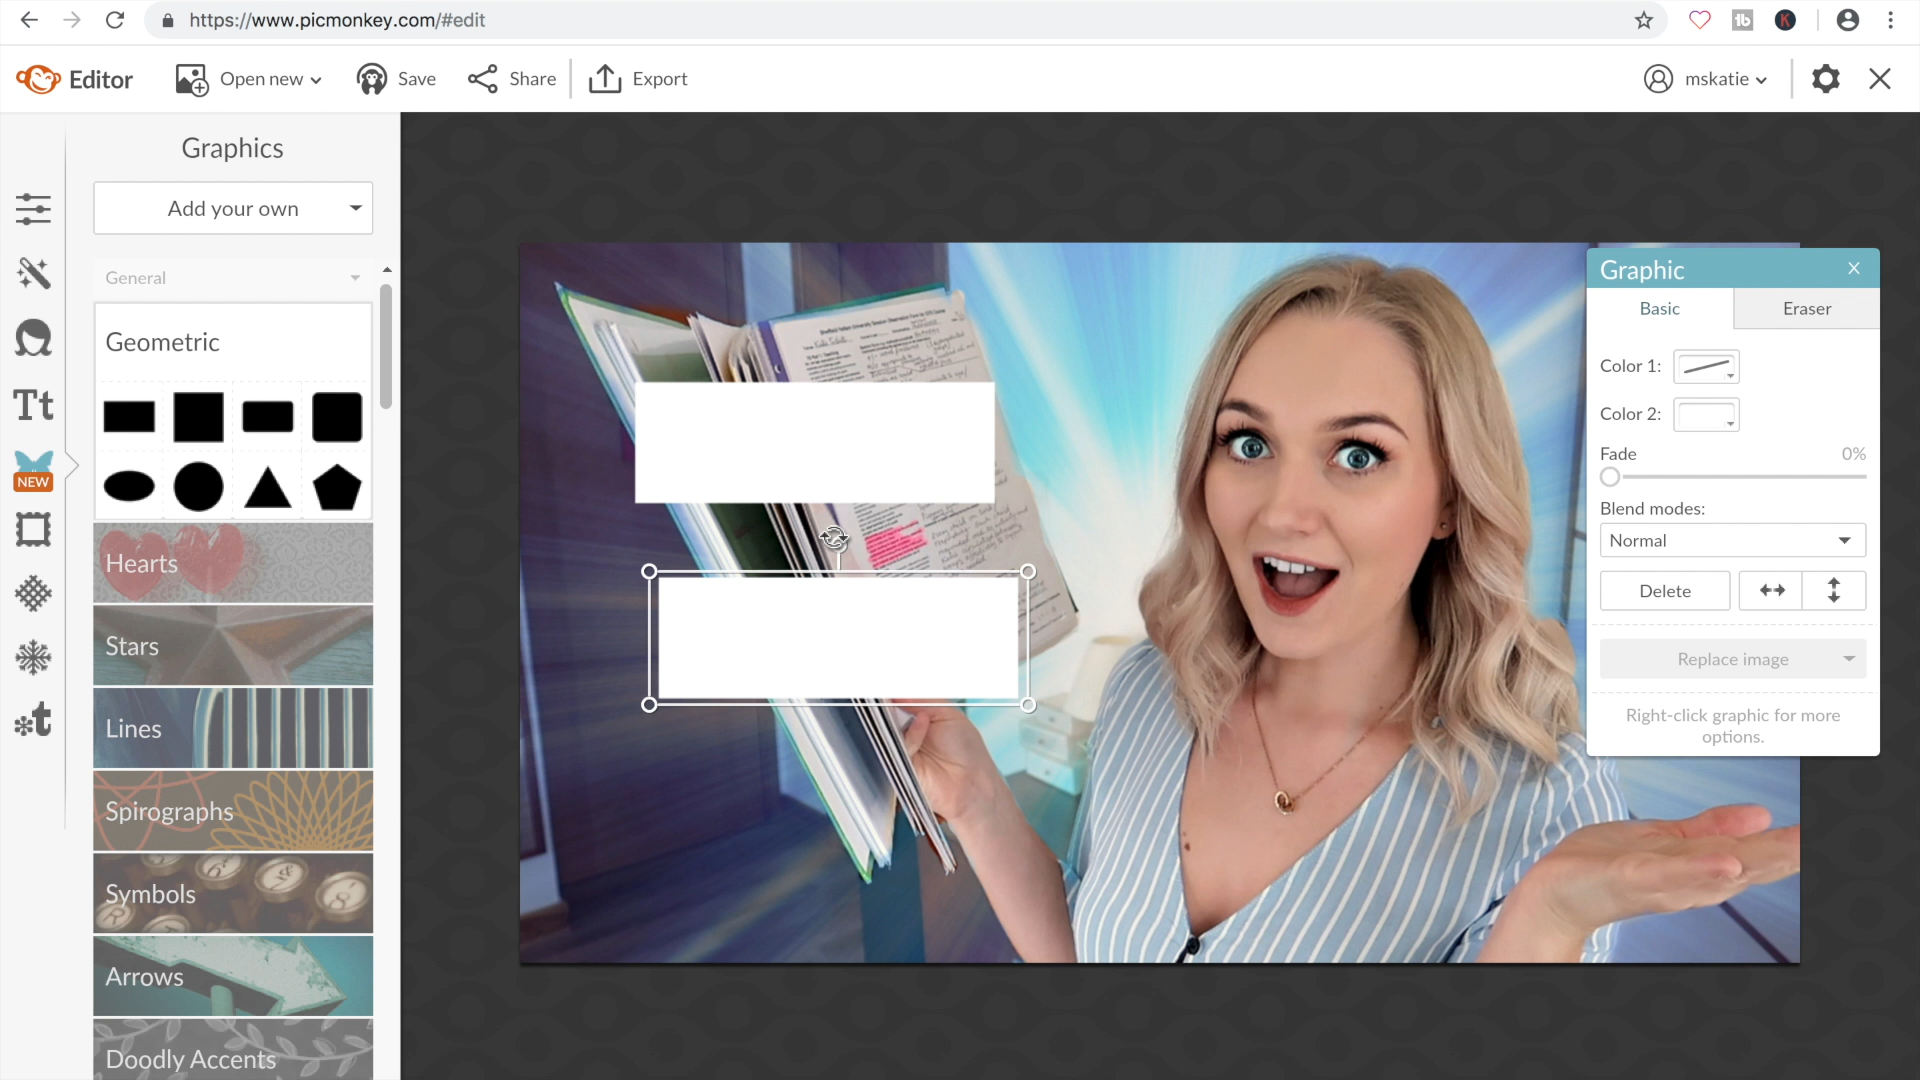 https://www.picmonkey.com/#edit
Editor
Open new
Save
Share
Export
mskatie
Graphics
Add your own
General
Geometric
Tt
NEW
Hearts
Stars
Lines
Spirographs
Symbols
Arrows
Doodly Accents
Graphic
Basic
Eraser
Color 1:
Color 2:
Fade
0%
Blend modes:
Normal
Delete
Replace image
Right-click graphic for more
options.